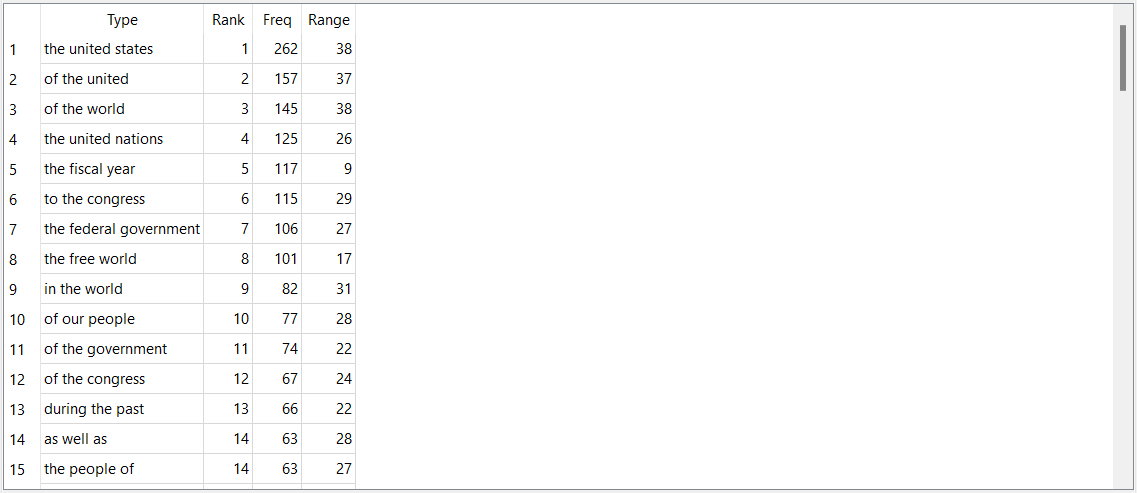 Type Rank Freq Range
1 the united states 1 262 38
2 of the united 2 157 37
3 of the world 3 145 38
4 the united nations 4 125 26
5 the fiscal year 5 117 9
6 to the congress 6 115 29
7 the federal government 7 106 27
8 the free world 8 101 17
9 in the world 9 82 31
10 of our people 10 77 28
11 of the government 11 74 22
12 of the congress 12 67 24
13 during the past 13 66 22
14 as well as 14 63 28
15 the people of 14 63 27